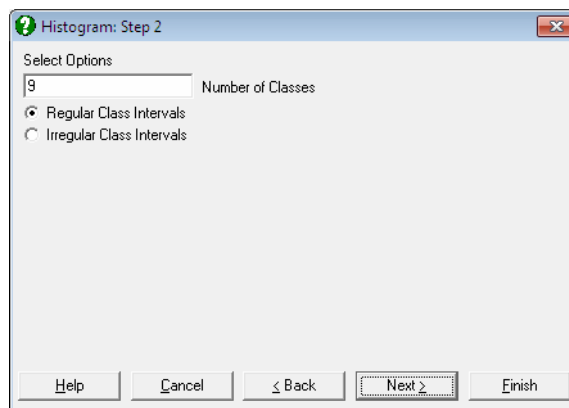 Histogram: Step 2
Select Options
9 Number of Classes
Regular Class Intervals
Irregular Class Intervals
Help Cancel < Back Next > Finish